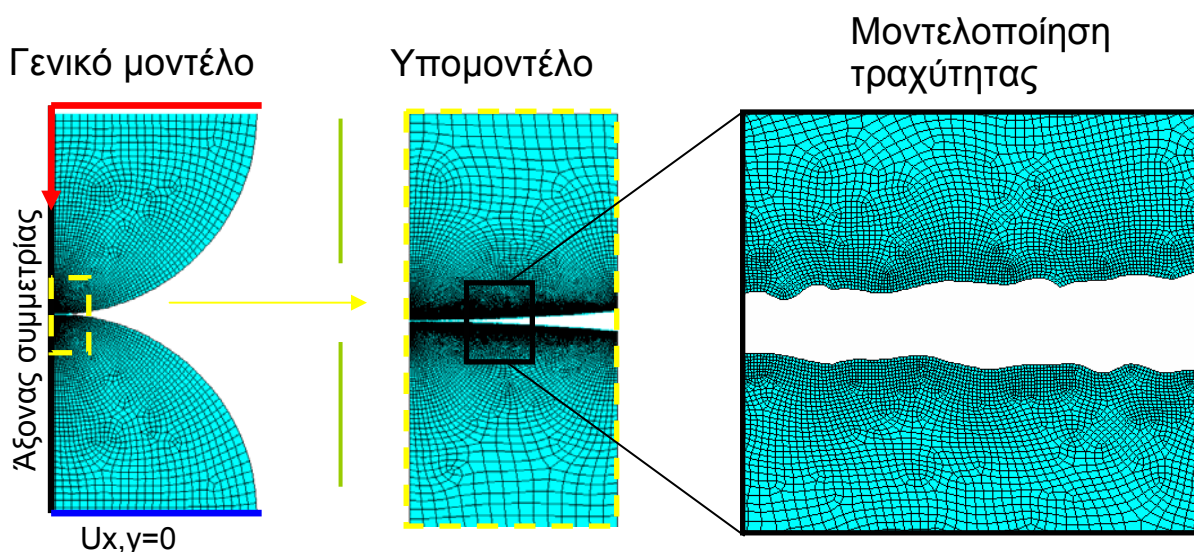 Γενικό μοντέλο
Υπομοντέλο
Μοντελοποίηση
τραχύτητας
Άξονας συμμετρίας
Ux,y=0